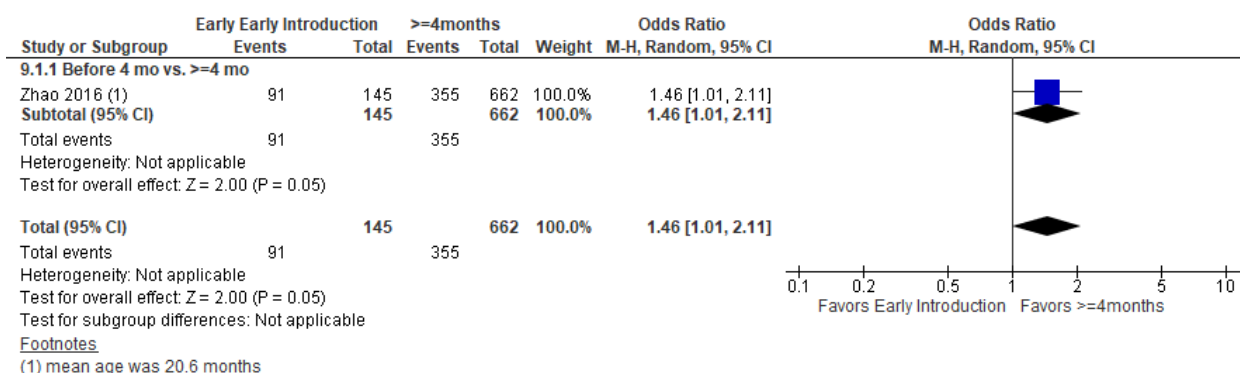 Early Early Introduction >=4months Odds Ratio Odds Ratio
Study or Subgroup Events Total Events Total Weight M-H, Random, 95% CI M-H, Random, 95% CI
9.1.1 Before 4 mo vs. >=4 mo
Zhao 2016 (1) 91 145 355 662 100.0% 1.46 [1.01, 2.11]
Subtotal (95% CI) 145 662 100.0% 1.46 [1.01, 2.11]
Total events 91 355
Heterogeneity: Not applicable
Test for overall effect: Z = 2.00 (P = 0.05)
Total (95% CI) 145 662 100.0% 1.46 [1.01, 2.11]
Total events 91 355
Heterogeneity: Not applicable
Test for overall effect: Z = 2.00 (P = 0.05)
Test for subgroup differences: Not applicable
0.1 0.2 0.5 1 2 5 10
Favors Early Introduction Favors >=4months
Footnotes
(1) mean age was 20.6 months